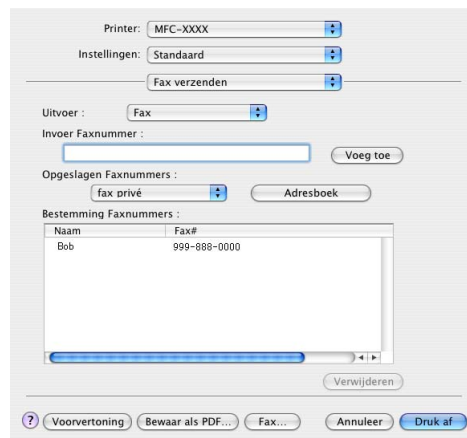 Printer: MFC-XXXX
Instellingen: Standaard
Fax verzenden
Uitvoer : Fax
Invoer Faxnummer :
Voeg toe
Opgeslagen Faxnummers :
fax privé Adresboek
Bestemming Faxnummers :
Naam Fax#
Bob 999-888-0000
Verwijderen
? Voorvertoning Bewaar als PDF... Fax... Annuleer Druk af